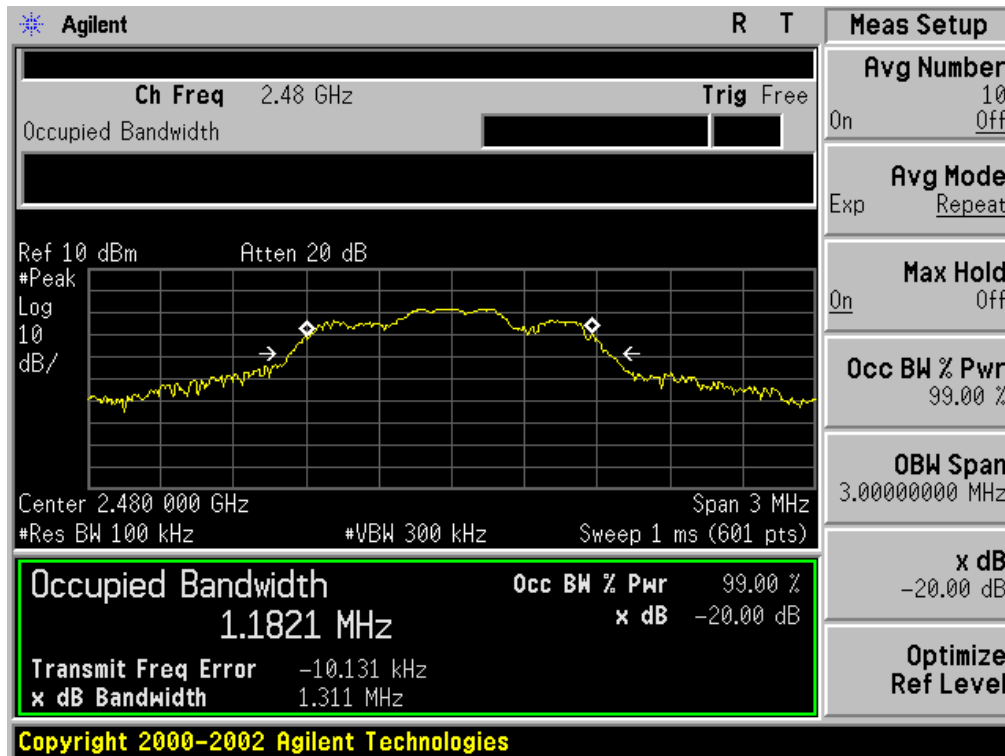 Agilent R T
Ch Freq 2.48 GHz Trig Free
Occupied Bandwidth
Ref 10 dBm Atten 20 dB
#Peak
Log
10
dB/
Center 2.480 000 GHz Span 3 MHz
#Res BW 100 kHz #VBW 300 kHz Sweep 1 ms (601 pts)
Occupied Bandwidth Occ BW % Pwr 99.00 %
1.1821 MHz x dB -20.00 dB
Transmit Freq Error -10.131 kHz
x dB Bandwidth 1.311 MHz
Copyright 2000-2002 Agilent Technologies
Meas Setup
Avg Number
10
On Off
Avg Mode
Exp Repeat
Max Hold
On Off
Occ BW % Pwr
99.00 %
OBW Span
3.00000000 MHz
x dB
-20.00 dB
Optimize
Ref Level